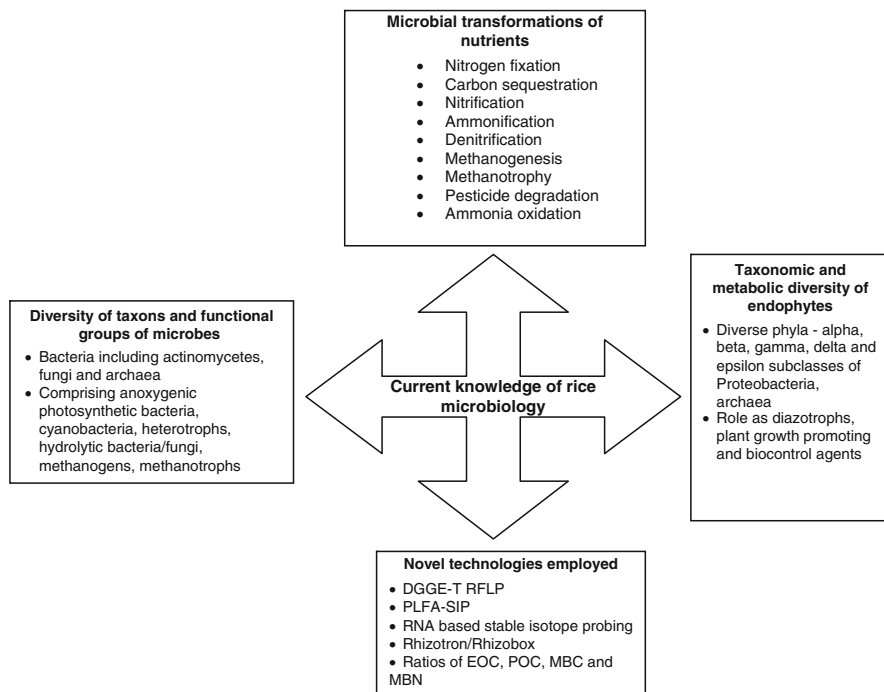 Microbial transformations of
nutrients
• Nitrogen fixation
• Carbon sequestration
• Nitrification
• Ammonification
• Denitrification
• Methanogenesis
• Methanotrophy
• Pesticide degradation
• Ammonia oxidation
Diversity of taxons and functional
groups of microbes
• Bacteria including actinomycetes,
fungi and archaea
• Comprising anoxygenic
photosynthetic bacteria,
cyanobacteria, heterotrophs,
hydrolytic bacteria/fungi,
methanogens, methanotrophs
Current knowledge of rice
microbiology
Taxonomic and
metabolic diversity of
endophytes
• Diverse phyla - alpha,
beta, gamma, delta and
epsilon subclasses of
Proteobacteria,
archaea
• Role as diazotrophs,
plant growth promoting
and biocontrol agents
Novel technologies employed
• DGGE-T RFLP
• PLFA-SIP
• RNA based stable isotope probing
• Rhizotron/Rhizobox
• Ratios of EOC, POC, MBC and
MBN